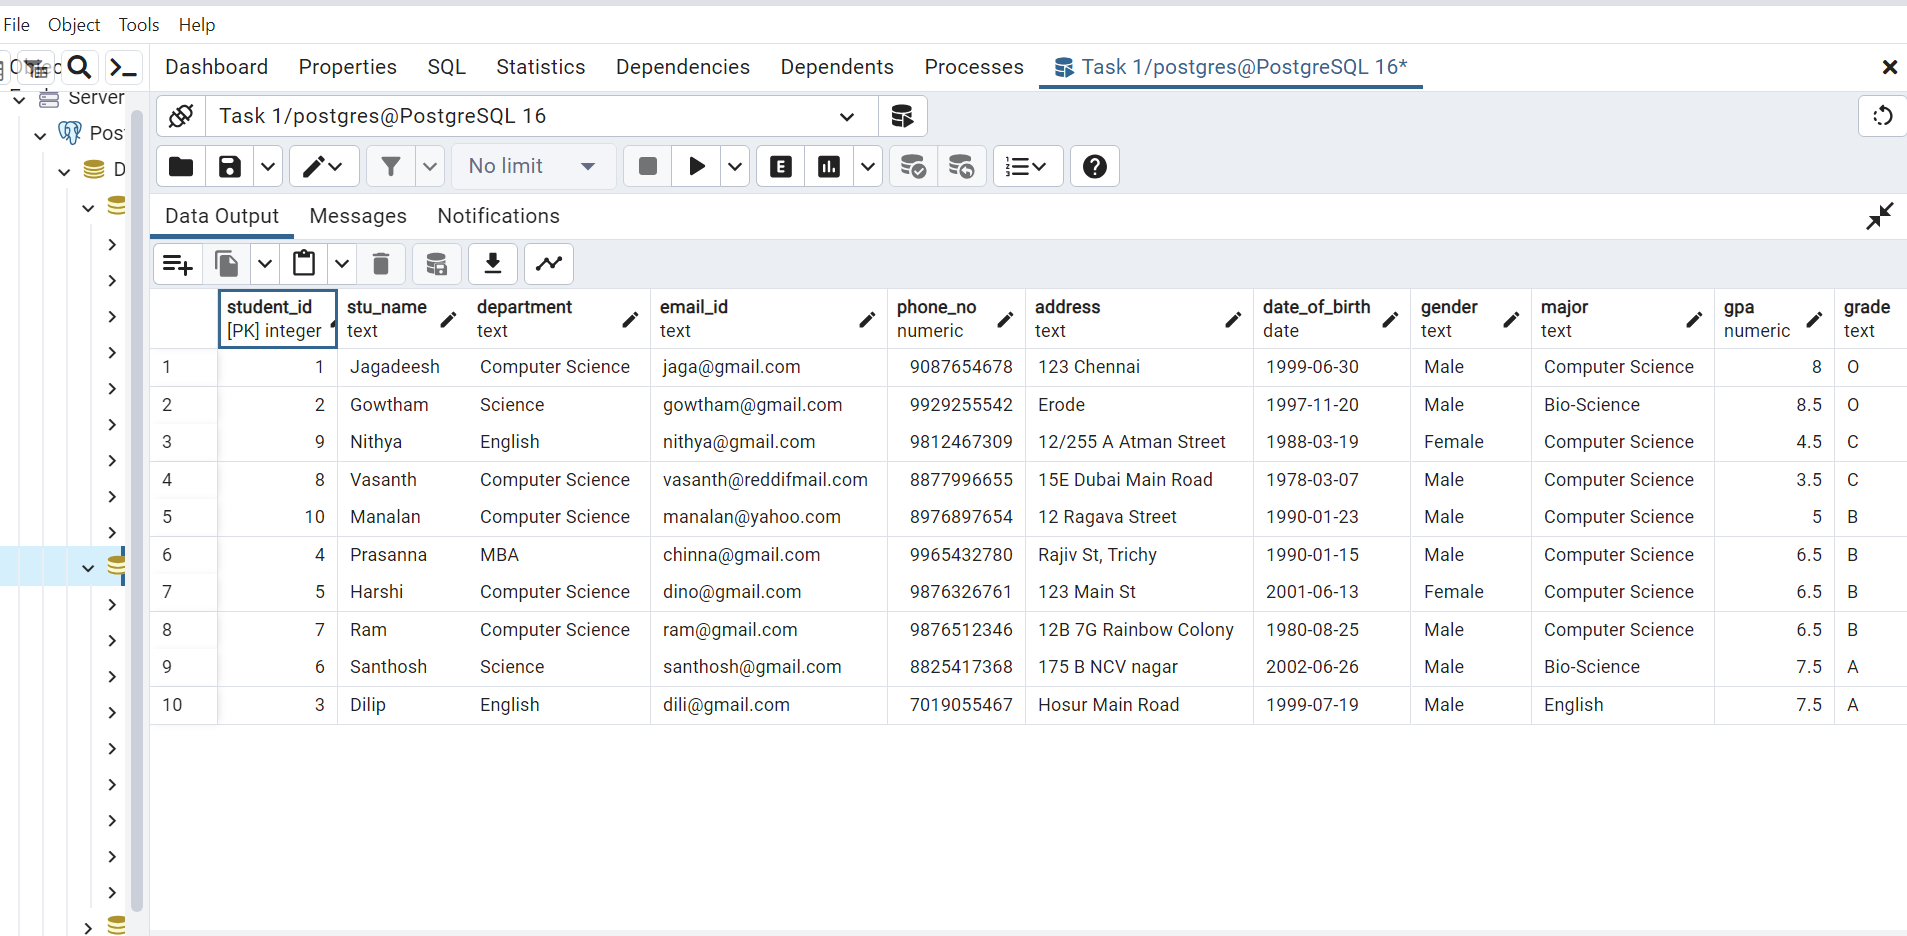 File Object Tools Help
Dashboard Properties SQL Statistics Dependencies Dependents Processes Task 1/postgres@PostgreSQL 16*
Server
Task 1/postgres@PostgreSQL 16
Pos
No limit
D
Data Output Messages Notifications
student_id stu_name department email_id phone_no address date_of_birth gender major gpa grade
[PK] integer text text text numeric text date text text numeric text
1 1 Jagadeesh Computer Science jaga@gmail.com 9087654678 123 Chennai 1999-06-30 Male Computer Science 8 O
2 2 Gowtham Science gowtham@gmail.com 9929255542 Erode 1997-11-20 Male Bio-Science 8.5 O
3 9 Nithya English nithya@gmail.com 9812467309 12/255 A Atman Street 1988-03-19 Female Computer Science 4.5 C
4 8 Vasanth Computer Science vasanth@reddifmail.com 8877996655 15E Dubai Main Road 1978-03-07 Male Computer Science 3.5 C
5 10 Manalan Computer Science manalan@yahoo.com 8976897654 12 Ragava Street 1990-01-23 Male Computer Science 5 B
6 4 Prasanna MBA chinna@gmail.com 9965432780 Rajiv St, Trichy 1990-01-15 Male Computer Science 6.5 B
7 5 Harshi Computer Science dino@gmail.com 9876326761 123 Main St 2001-06-13 Female Computer Science 6.5 B
8 7 Ram Computer Science ram@gmail.com 9876512346 12B 7G Rainbow Colony 1980-08-25 Male Computer Science 6.5 B
9 6 Santhosh Science santhosh@gmail.com 8825417368 175 B NCV nagar 2002-06-26 Male Bio-Science 7.5 A
10 3 Dilip English dili@gmail.com 7019055467 Hosur Main Road 1999-07-19 Male English 7.5 A